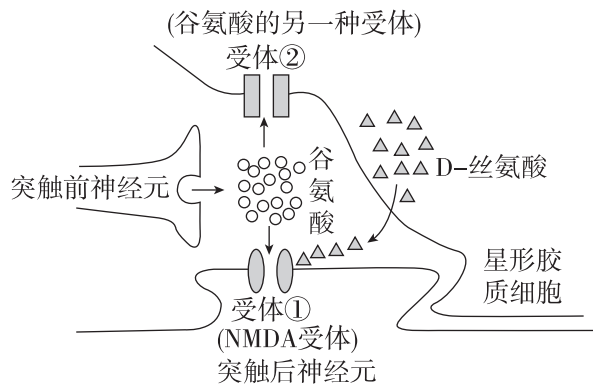 (谷氨酸的另一种受体)
受体②
谷氨酸
D-丝氨酸
突触前神经元
星形胶
质细胞
受体①
(NMDA受体)
突触后神经元